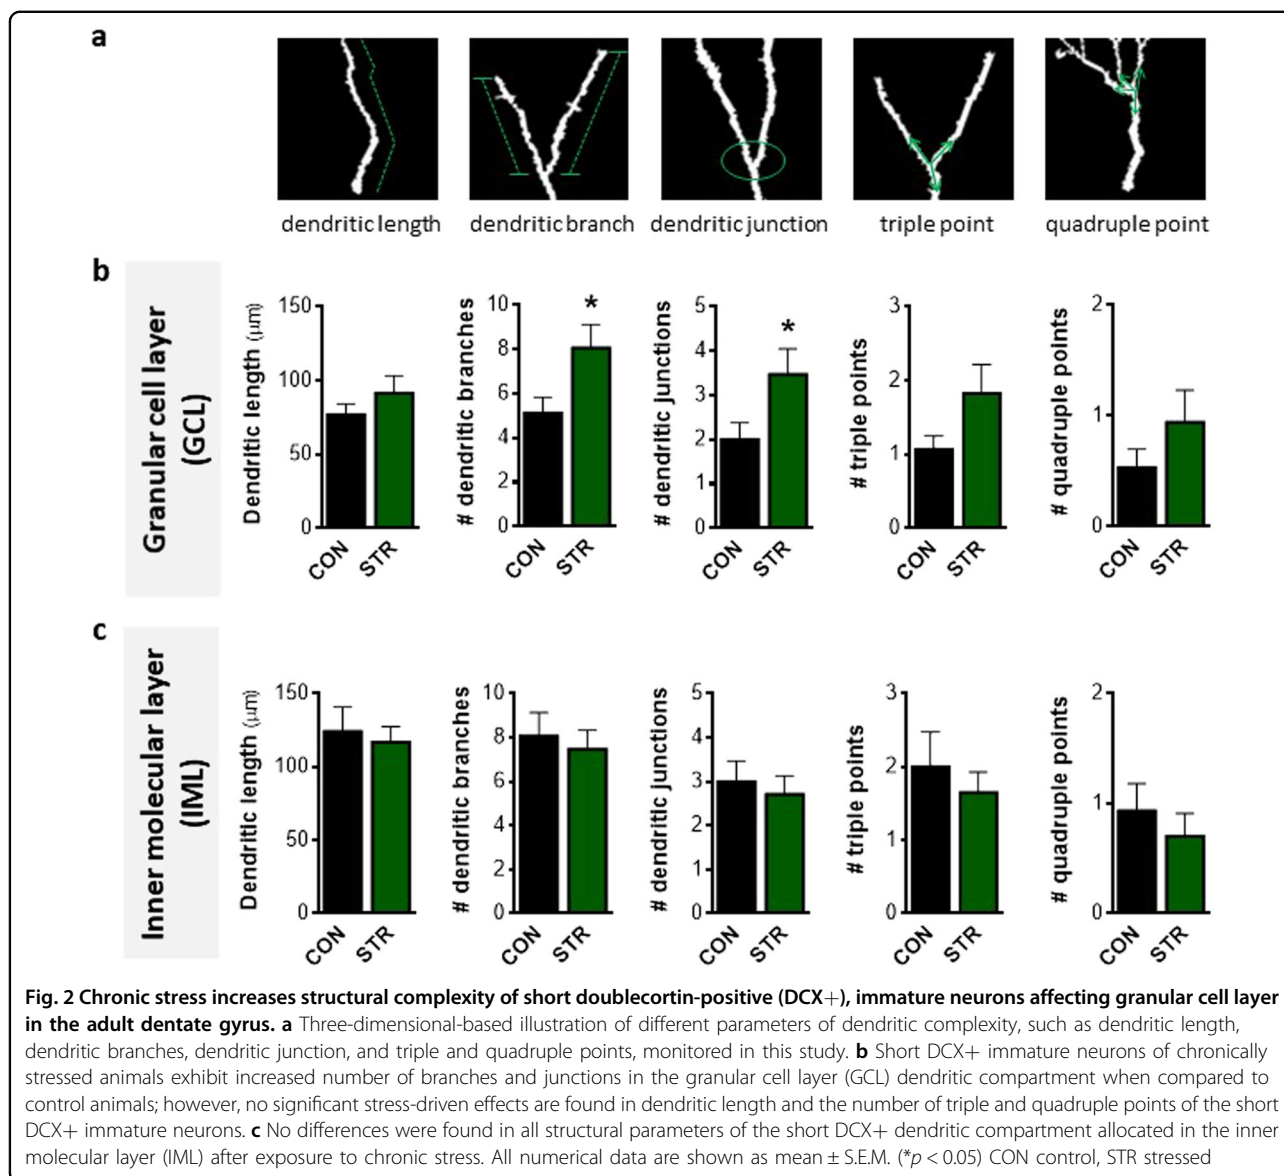 a
dendritic length dendritic branch dendritic junction triple point quadruple point
b
Granular cell layer
(GCL)
Dendritic length (µm)
150
100
50
0
CON STR
# dendritic branches
10
8
6
4
2
0
*
CON STR
# dendritic junctions
5
4
3
2
1
0
*
CON STR
# triple points
3
2
1
0
CON STR
# quadruple points
2
1
0
CON STR
c
Inner molecular layer
(IML)
Dendritic length (µm)
150
100
50
0
CON STR
# dendritic branches
10
8
6
4
2
0
CON STR
# dendritic junctions
5
4
3
2
1
0
CON STR
# triple points
3
2
1
0
CON STR
# quadruple points
2
1
0
CON STR
Fig. 2 Chronic stress increases structural complexity of short doublecortin-positive (DCX+), immature neurons affecting granular cell layer
in the adult dentate gyrus. a Three-dimensional-based illustration of different parameters of dendritic complexity, such as dendritic length,
dendritic branches, dendritic junction, and triple and quadruple points, monitored in this study. b Short DCX+ immature neurons of chronically
stressed animals exhibit increased number of branches and junctions in the granular cell layer (GCL) dendritic compartment when compared to
control animals; however, no significant stress-driven effects are found in dendritic length and the number of triple and quadruple points of the short
DCX+ immature neurons. c No differences were found in all structural parameters of the short DCX+ dendritic compartment allocated in the inner
molecular layer (IML) after exposure to chronic stress. All numerical data are shown as mean ± S.E.M. (*p < 0.05) CON control, STR stressed